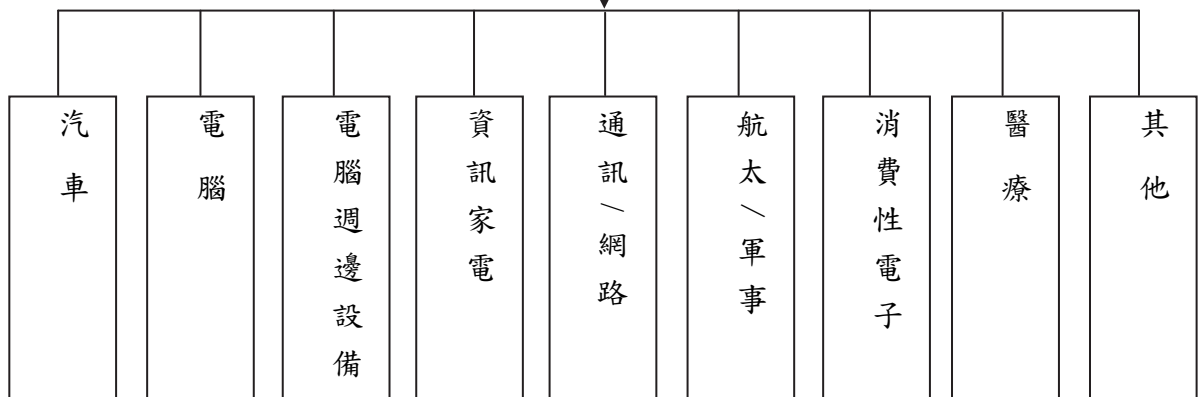 汽車
電腦
電腦週邊設備
資訊家電
通訊/網路
航太/軍事
消費性電子
醫療
其他